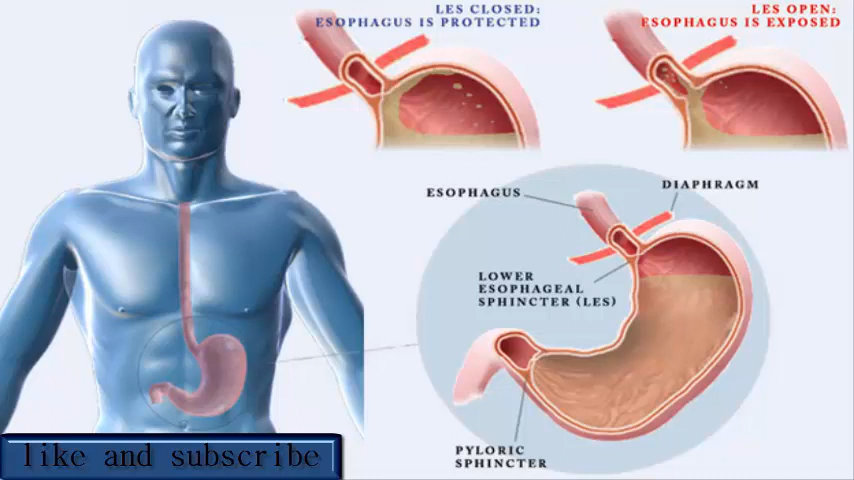 LES CLOSED:
ESOPHAGUS IS PROTECTED
LES OPEN:
ESOPHAGUS IS EXPOSED
ESOPHAGUS
DIAPHRAGM
LOWER
ESOPHAGEAL
SPHINCTER (LES)
PYLORIC
SPHINCTER
like and subscribe